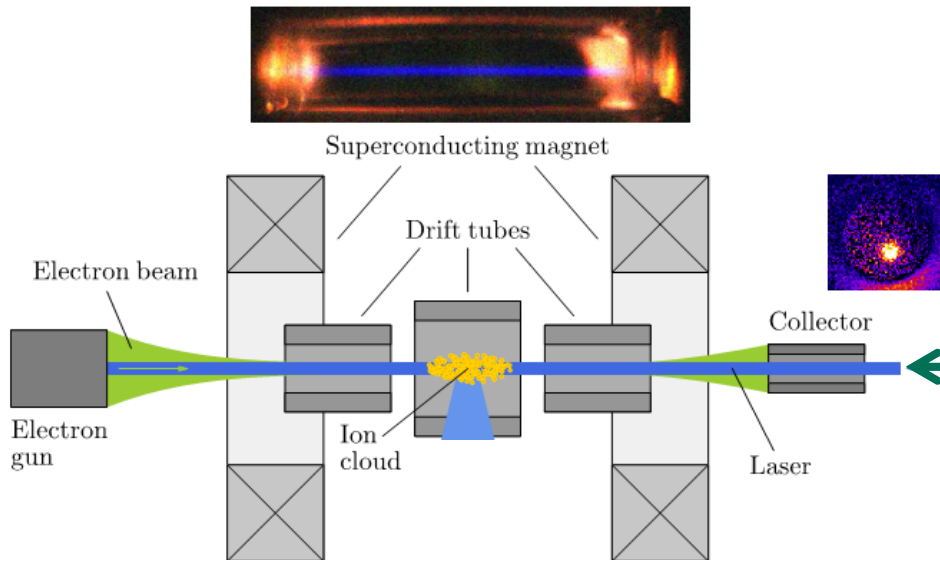 Superconducting magnet
Drift tubes
Electron beam
Collector
Electron
gun
Ion
cloud
Laser